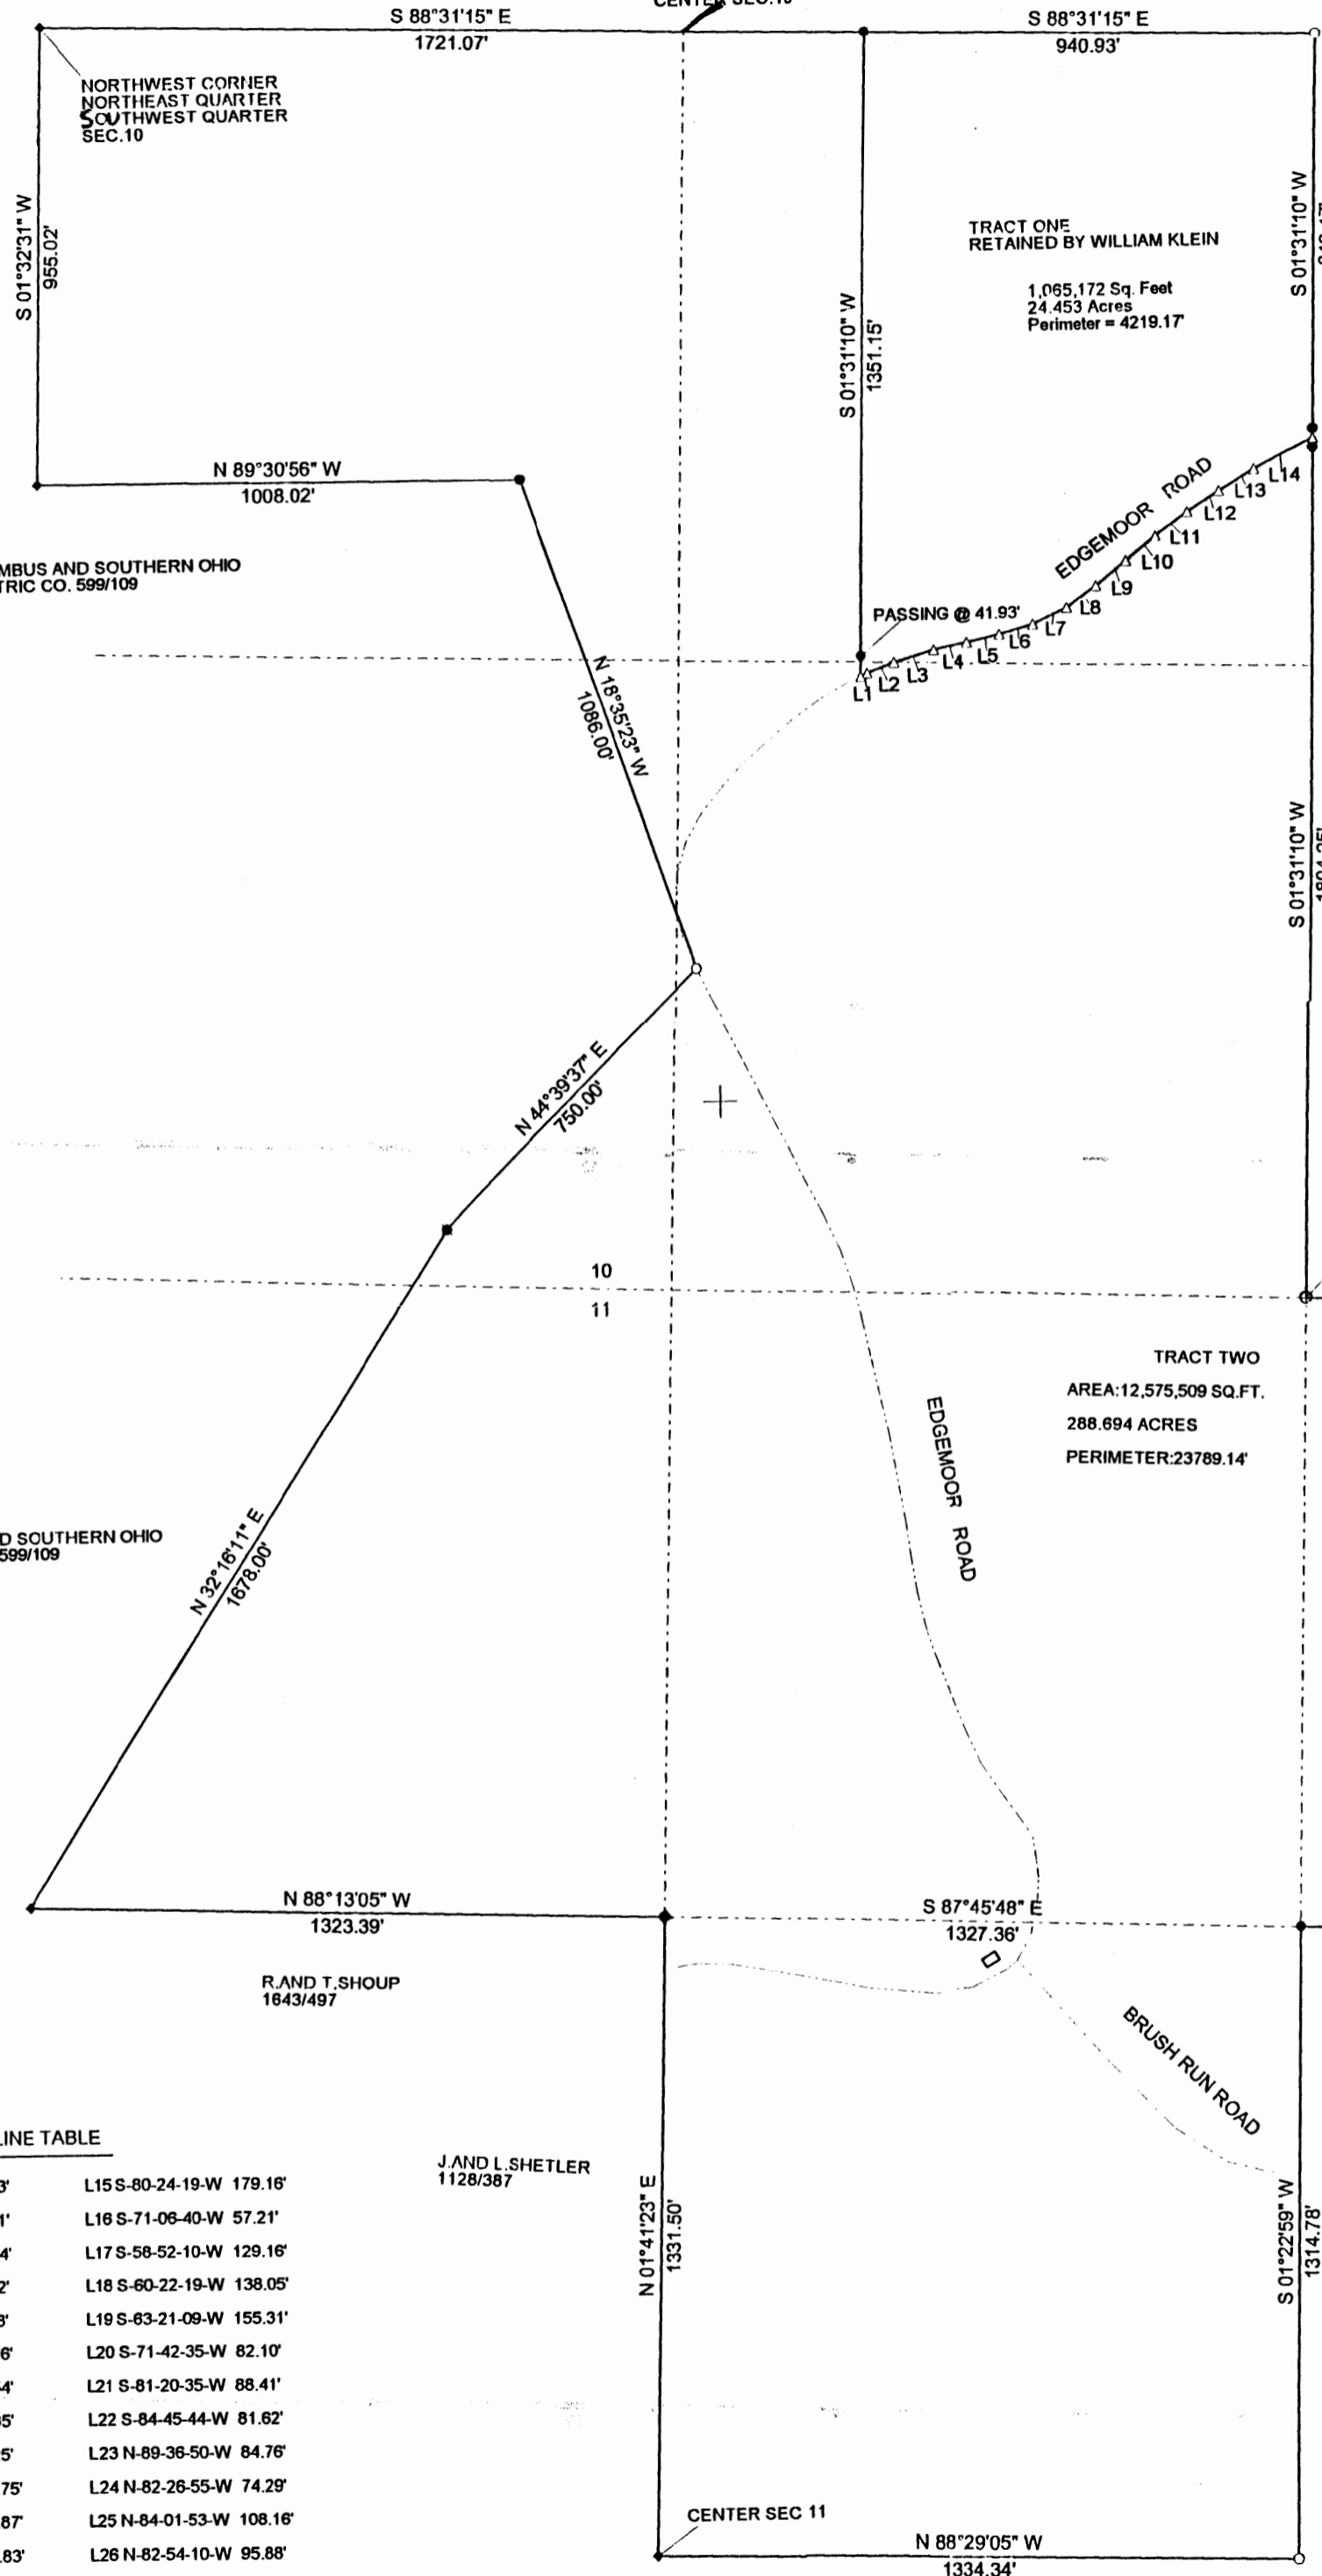 S 88°31'15" E
1721.07'
S 88°31'15" E
940.93'
NORTHWEST CORNER
NORTHEAST QUARTER
SOUTHWEST QUARTER
SEC.10
S 01°32'31" W
955.02'
TRACT ONE
RETAINED BY WILLIAM KLEIN
1,065,172 Sq. Feet
24.453 Acres
Perimeter = 4219.17'
S 01°31'10" W
S 01°31'10" W
1351.15'
N 89°30'56" W
1008.02'
EDGEMOOR ROAD
L14
L13
L12
L11
L10
L9
L8
L7
L6
L5
L4
L3
L2
L1
MBUS AND SOUTHERN OHIO
TRIC CO. 599/109
PASSING @ 41.93'
N 18°35'23" W
1086.00'
S 01°31'10" W
N 44°39'37" E
750.00'
10
11
TRACT TWO
AREA:12,575,509 SQ.FT.
288.694 ACRES
PERIMETER:23789.14'
EDGEMOOR ROAD
D SOUTHERN OHIO
599/109
N 32°16'11" E
1678.00'
N 88°13'05" W
1323.39'
S 87°45'48" E
1327.36'
R.AND T.SHOUP
1643/497
BRUSH RUN ROAD
LINE TABLE
J.AND L.SHETLER
1128/387
N 01°41'23" E
1331.50'
S 01°22'59" W
1314.78'
3' L15 S-80-24-19-W 179.16'
1' L16 S-71-06-40-W 57.21'
4' L17 S-58-52-10-W 129.16'
2' L18 S-60-22-19-W 138.05'
3' L19 S-63-21-09-W 155.31'
6' L20 S-71-42-35-W 82.10'
4' L21 S-81-20-35-W 88.41'
5' L22 S-84-45-44-W 81.62'
5' L23 N-89-36-50-W 84.76'
75' L24 N-82-26-55-W 74.29'
87' L25 N-84-01-53-W 108.16'
83' L26 N-82-54-10-W 95.88'
CENTER SEC 11
N 88°29'05" W
1334.34'